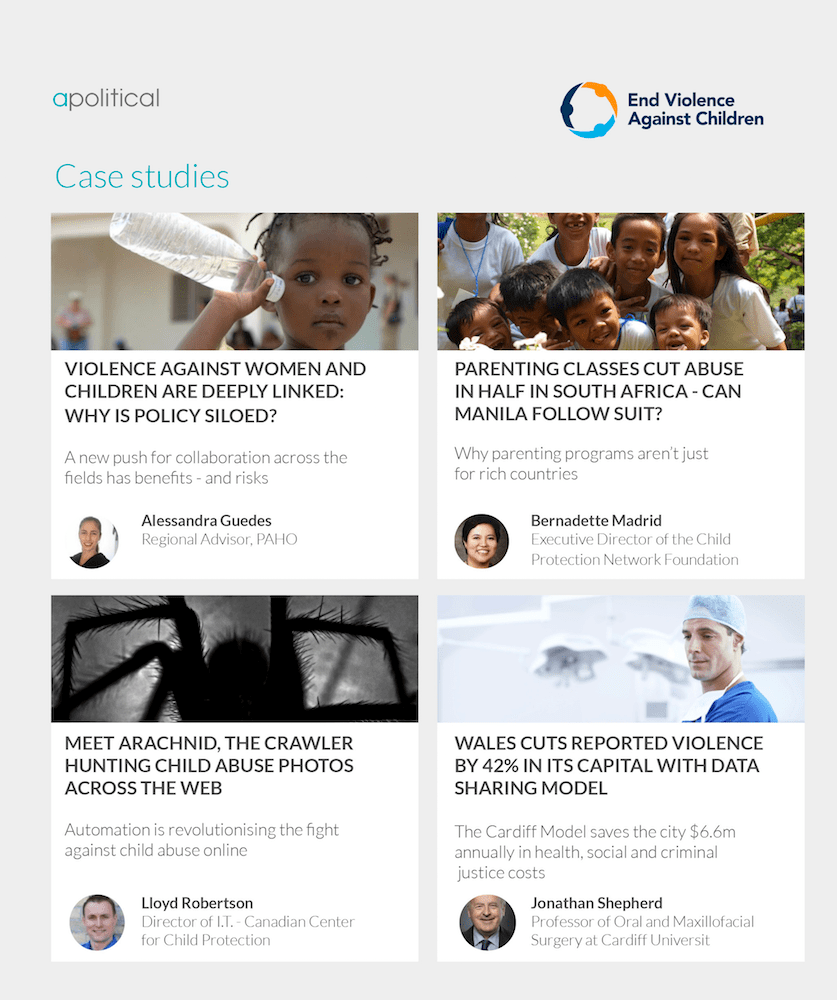 apolitical
End Violence
Against Children
Case studies
VIOLENCE AGAINST WOMEN AND
CHILDREN ARE DEEPLY LINKED:
WHY IS POLICY SILOED?
A new push for collaboration across the
fields has benefits - and risks
Alessandra Guedes
Regional Advisor, PAHO
PARENTING CLASSES CUT ABUSE
IN HALF IN SOUTH AFRICA - CAN
MANILA FOLLOW SUIT?
Why parenting programs aren't just
for rich countries
Bernadette Madrid
Executive Director of the Child
Protection Network Foundation
MEET ARACHNID, THE CRAWLER
HUNTING CHILD ABUSE PHOTOS
ACROSS THE WEB
Automation is revolutionising the fight
against child abuse online
Lloyd Robertson
Director of I.T. - Canadian Center
for Child Protection
WALES CUTS REPORTED VIOLENCE
BY 42% IN ITS CAPITAL WITH DATA
SHARING MODEL
The Cardiff Model saves the city $6.6m
annually in health, social and criminal
justice costs
Jonathan Shepherd
Professor of Oral and Maxillofacial
Surgery at Cardiff Universit